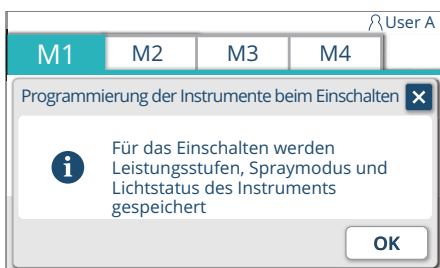 User A
M1 M2 M3 M4
Programmierung der Instrumente beim Einschalten
Für das Einschalten werden
Leistungsstufen, Spraymodus und
Lichtstatus des Instruments
gespeichert
OK